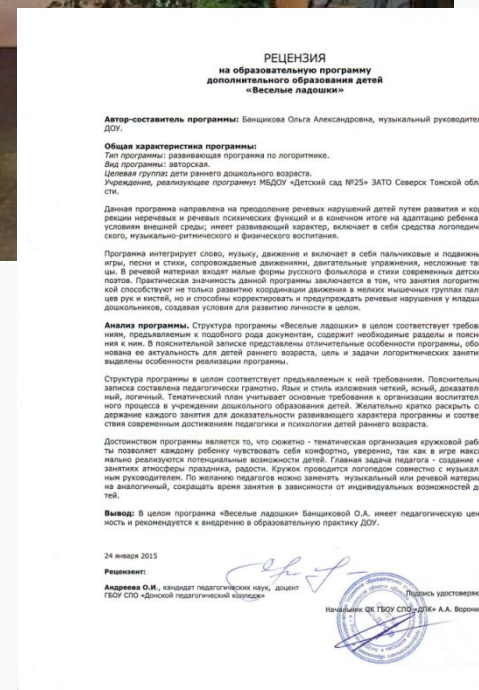 РЕЦЕНЗИЯ
на образовательную программу
дополнительного образования детей
«Веселые ладошки»
Автор-составитель программы: Банщикова Ольга Александровна, музыкальный руководител
ДОУ.
Общая характеристика программы:
Тип программы: развивающая программа по логоритмике.
Вид программы: авторская.
Целевая группа: дети раннего дошкольного возраста.
Учреждение, реализующее программу: МБДОУ «Детский сад №25» ЗАТО Северск Томской обла
сти.
Данная программа направлена на преодоление речевых нарушений детей путем развития и кор
рекции неречевых и речевых психических функций и в конечном итоге на адаптацию ребенка
условиям внешней среды; имеет развивающий характер, включает в себя средства логопедиче
ского, музыкально-ритмического и физического воспитания.
Программа интегрирует слово, музыку, движение и включает в себя пальчиковые и подвижны
игры, песни и стихи, сопровождаемые движениями, двигательные упражнения, несложные тан
цы. В речевой материал входят малые формы русского фольклора и стихи современных детски
поэтов. Практическая значимость данной программы заключается в том, что занятия логоритми
кой способствуют не только развитию координации движения в мелких мышечных группах пал
цев рук и кистей, но и способны корректировать и предупреждать речевые нарушения у младши
дошкольников, создавая условия для развитию личности в целом.
Анализ программы. Структура программы «Веселые ладошки» в целом соответствует требов
ниям, предъявляемым к подобного рода документам, содержит необходимые разделы и поясн
ния к ним. В пояснительной записке представлены отличительные особенности программы, обо
нована ее актуальность для детей раннего возраста, цель и задачи логоритмических заняти
выделены особенности реализации программы.
Структура программы в целом соответствует предъявляемым к ней требованиям. Пояснительна
записка составлена педагогически грамотно. Язык и стиль изложения четкий, ясный, доказател
ный, логичный. Тематический план учитывает основные требования к организации воспитател
ного процесса в учреждении дошкольного образования детей. Желательно кратко раскрыть с
держание каждого занятия для доказательности развивающего характера программы и соотве
ствия современным достижениям педагогики и психологии детей раннего возраста.
Достоинством программы является то, что сюжетно - тематическая организация кружковой рабо
ты позволяет каждому ребенку чувствовать себя комфортно, уверенно, так как в игре макси
мально реализуются потенциальные возможности детей. Главная задача педагога - создание н
занятиях атмосферы праздника, радости. Кружок проводится логопедом совместно с музыкал
ным руководителем. По желанию педагогов можно заменять музыкальный или речевой материа
на аналогичный, сокращать время занятия в зависимости от индивидуальных возможностей д
тей.
Вывод: В целом программа «Веселые ладошки» Банщиковой О.А. имеет педагогическую цен
ность и рекомендуется к внедрению в образовательную практику ДОУ.
24 января 2015
Рецензент:
Андреева О.И., кандидат педагогических наук, доцент
ГБОУ СПО «Донской педагогический колледж»
Подпись удостоверяю
Начальник ОК ГБОУ СПО «ДПК» А.А. Ворони